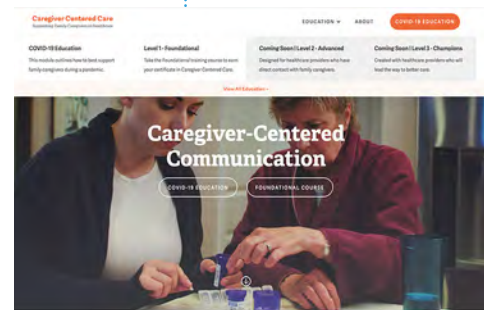 Caregiver Centered Care
Supporting Family Caregivers in Healthcare
EDUCATION ABOUT COVID-19 EDUCATION
COVID-19 Education
This module outlines how to best support
family caregivers during a pandemic.
Level 1 - Foundational
Take the Foundational training course to earn
your certificate in Caregiver-Centered Care.
Coming Soon | Level 2 - Advanced
Designed for healthcare providers who have
direct contact with family caregivers.
Coming Soon | Level 3 - Champions
Created with healthcare providers who will
lead the way to better care.
View All Education
Caregiver-Centered
Communication
COVID-19 EDUCATION
FOUNDATIONAL COURSE